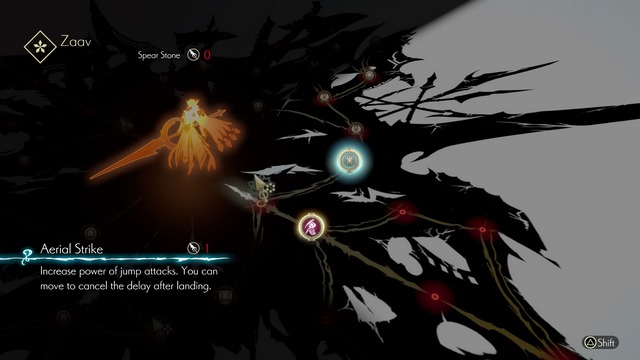 Zaav
Spear Stone 0
Aerial Strike 1
Increase power of jump attacks. You can
move to cancel the delay after landing.
Shift